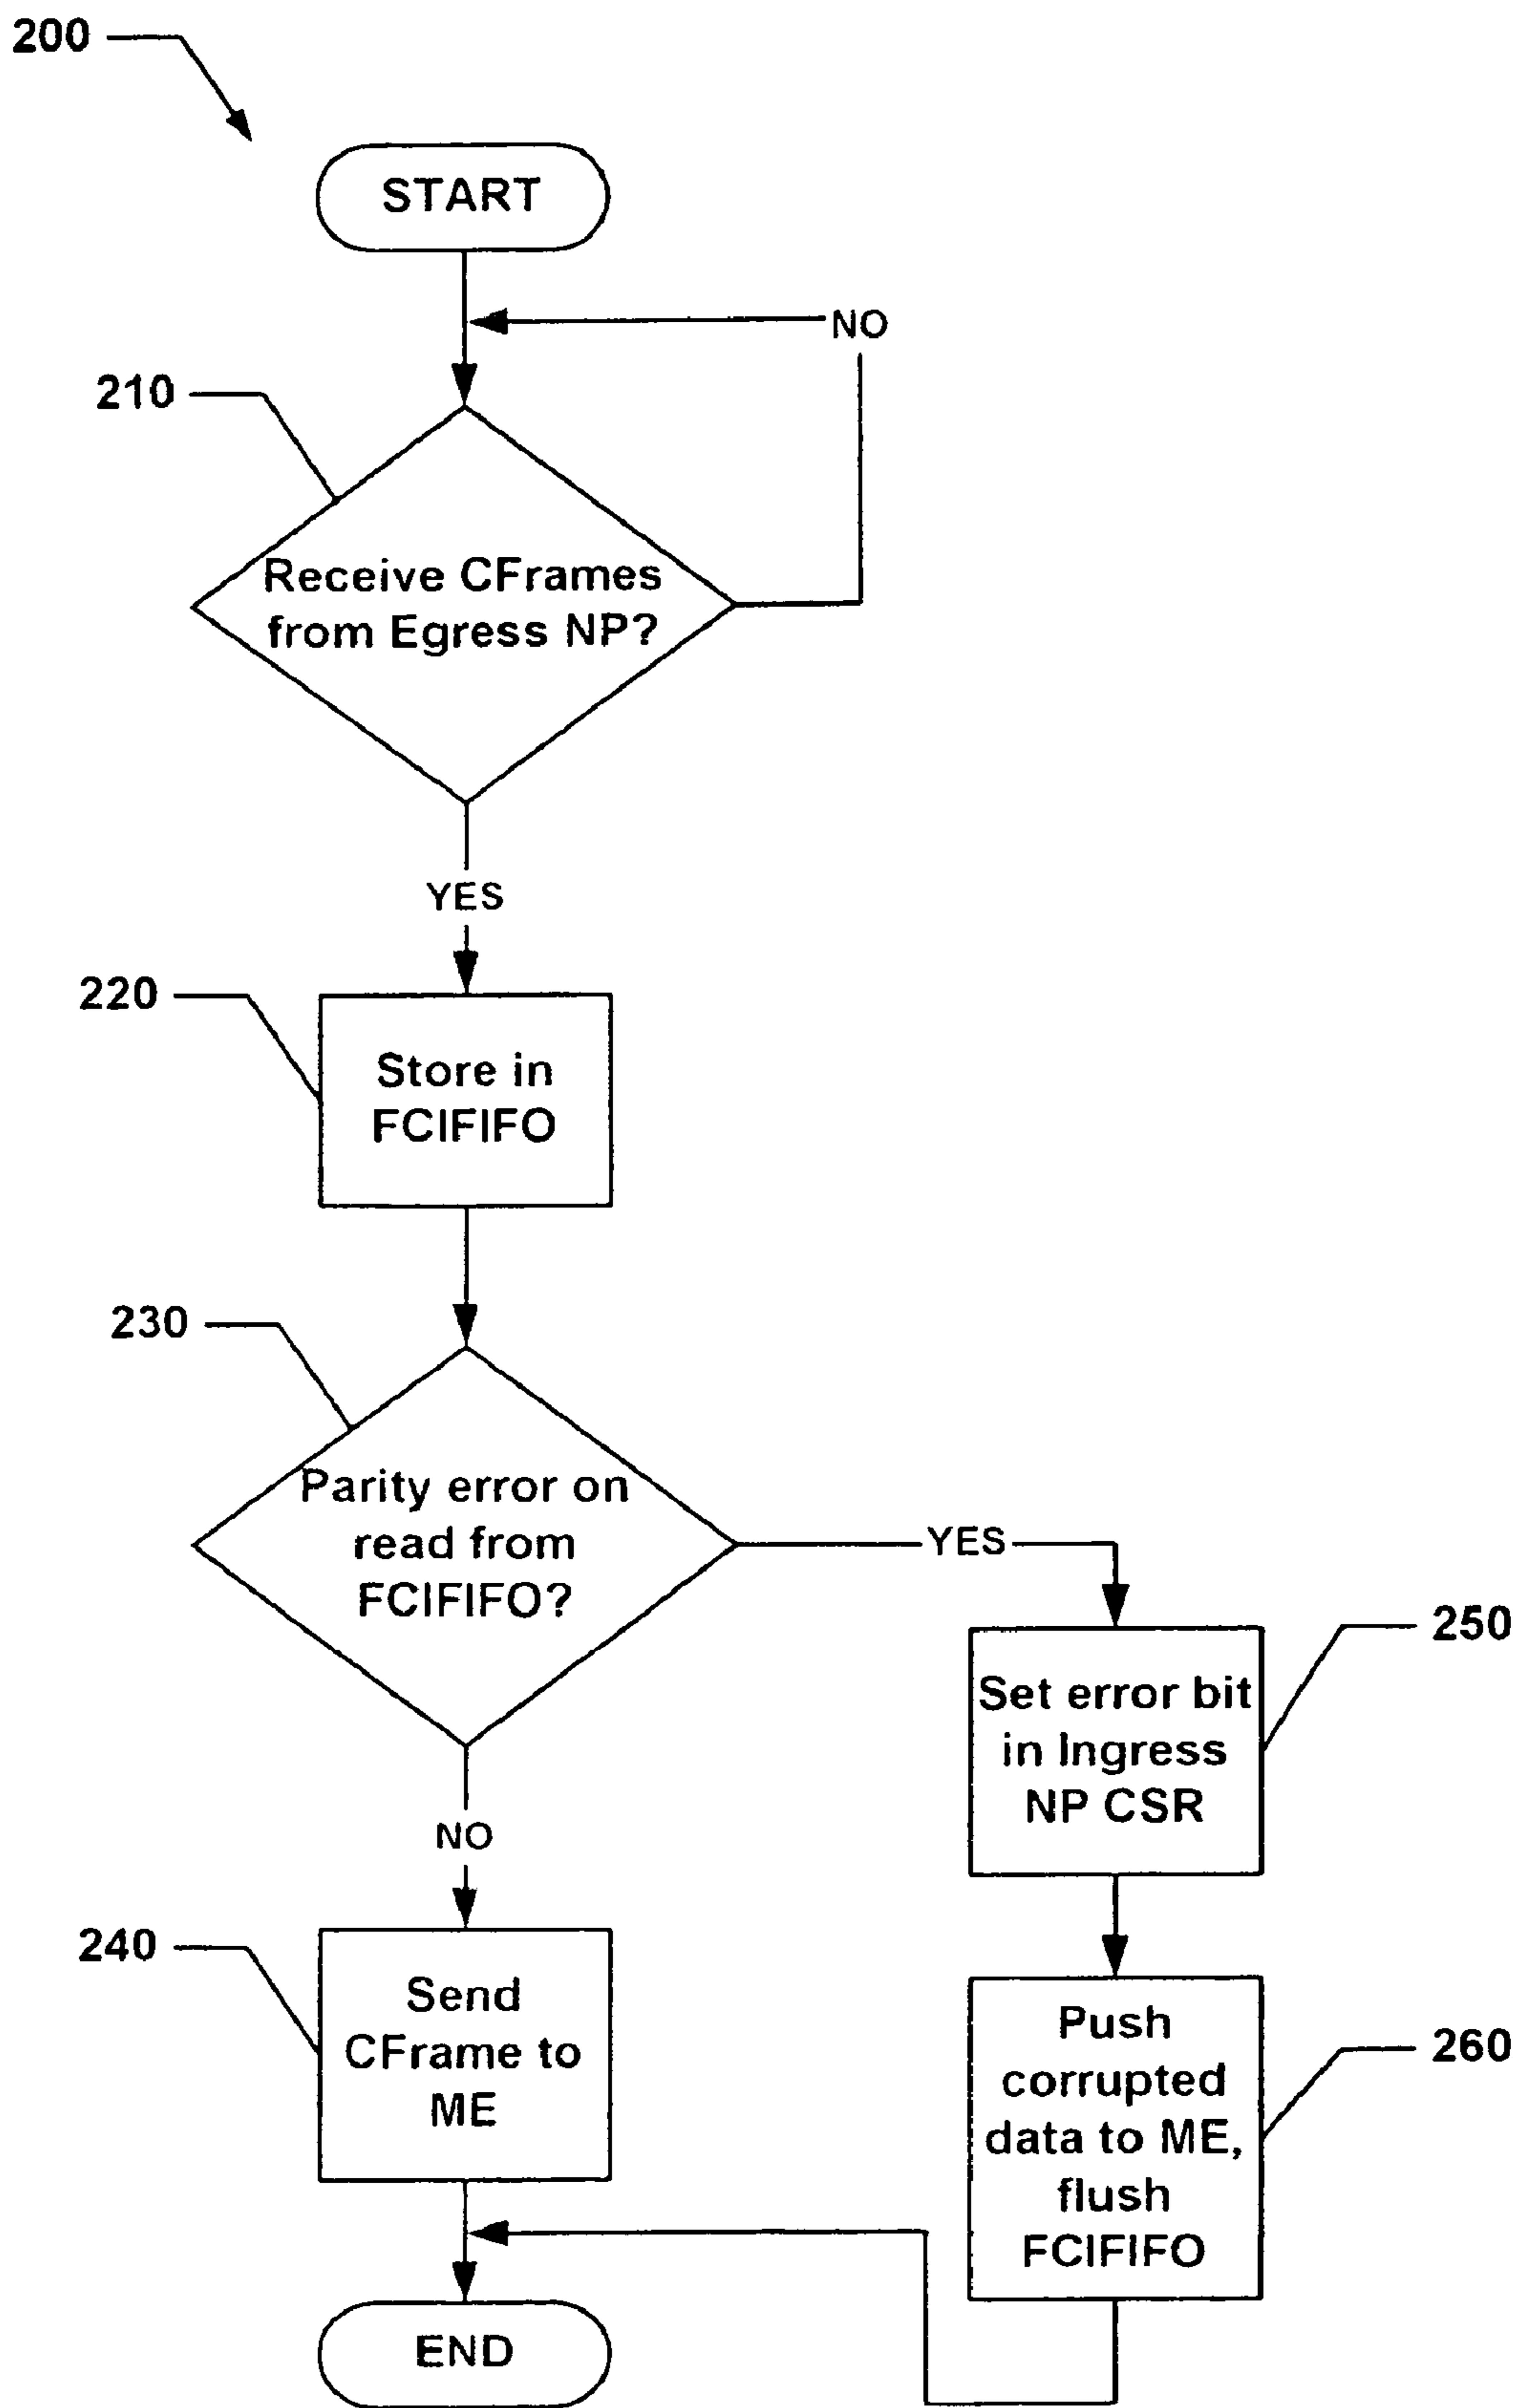 200
START
NO
210
Receive CFrames
from Egress NP?
YES
220
Store in
FCIFIFO
230
Parity error on
read from
FCIFIFO?
YES
250
Set error bit
in Ingress
NP CSR
NO
240
Send
CFrame to
ME
260
Push
corrupted
data to ME,
flush
FCIFIFO
END